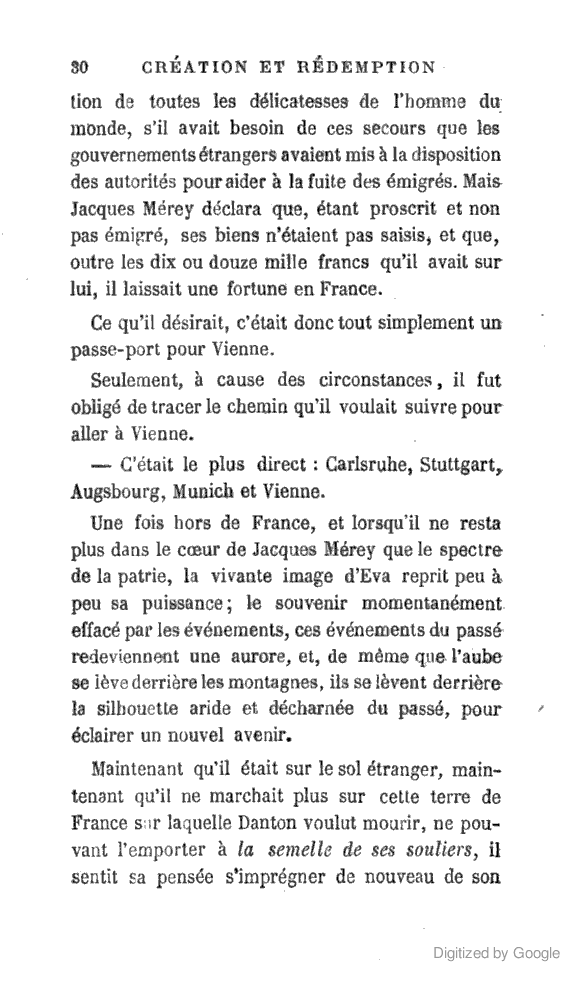 30 CRÉATION ET RÉDEMPTION
tion de toutes les délicatesses de l'homme du
monde, s'il avait besoin de ces secours que les
gouvernements étrangers avaient mis à la disposition
des autorités pour aider à la fuite des émigrés. Mais
Jacques Mérey déclara que, étant proscrit et non
pas émigré, ses biens n'étaient pas saisis, et que,
outre les dix ou douze mille francs qu'il avait sur
lui, il laissait une fortune en France.
Ce qu'il désirait, c'était donc tout simplement un
passe-port pour Vienne.
Seulement, à cause des circonstances, il fut
obligé de tracer le chemin qu'il voulait suivre pour
aller à Vienne.
— C'était le plus direct : Carlsruhe, Stuttgart,
Augsbourg, Munich et Vienne.
Une fois hors de France, et lorsqu'il ne resta
plus dans le cœur de Jacques Mérey que le spectre
de la patrie, la vivante image d'Eva reprit peu à
peu sa puissance ; le souvenir momentanément
effacé par les événements, ces événements du passé
redeviennent une aurore, et, de même que l'aube
se lève derrière les montagnes, ils se lèvent derrière
la silhouette aride et décharnée du passé, pour
éclairer un nouvel avenir.
Maintenant qu'il était sur le sol étranger, main-
tenant qu'il ne marchait plus sur cette terre de
France sur laquelle Danton voulut mourir, ne pou-
vant l'emporter à la semelle de ses souliers, il
sentit sa pensée s'imprégner de nouveau de son
Digitized by Google